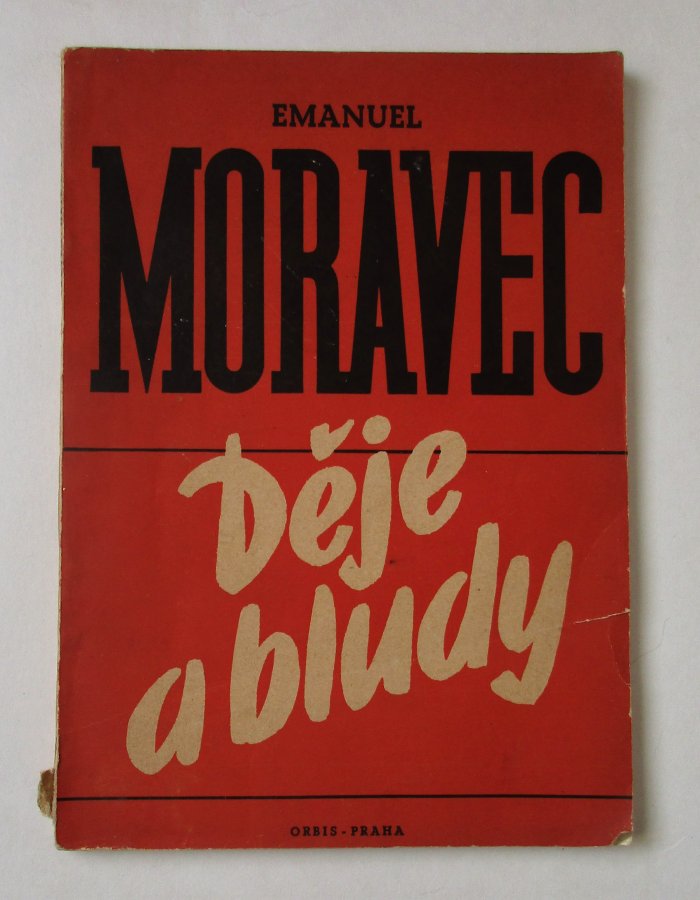 EMANUEL
MORAVEC
Děje
a bludy
ORBIS - PRAHA